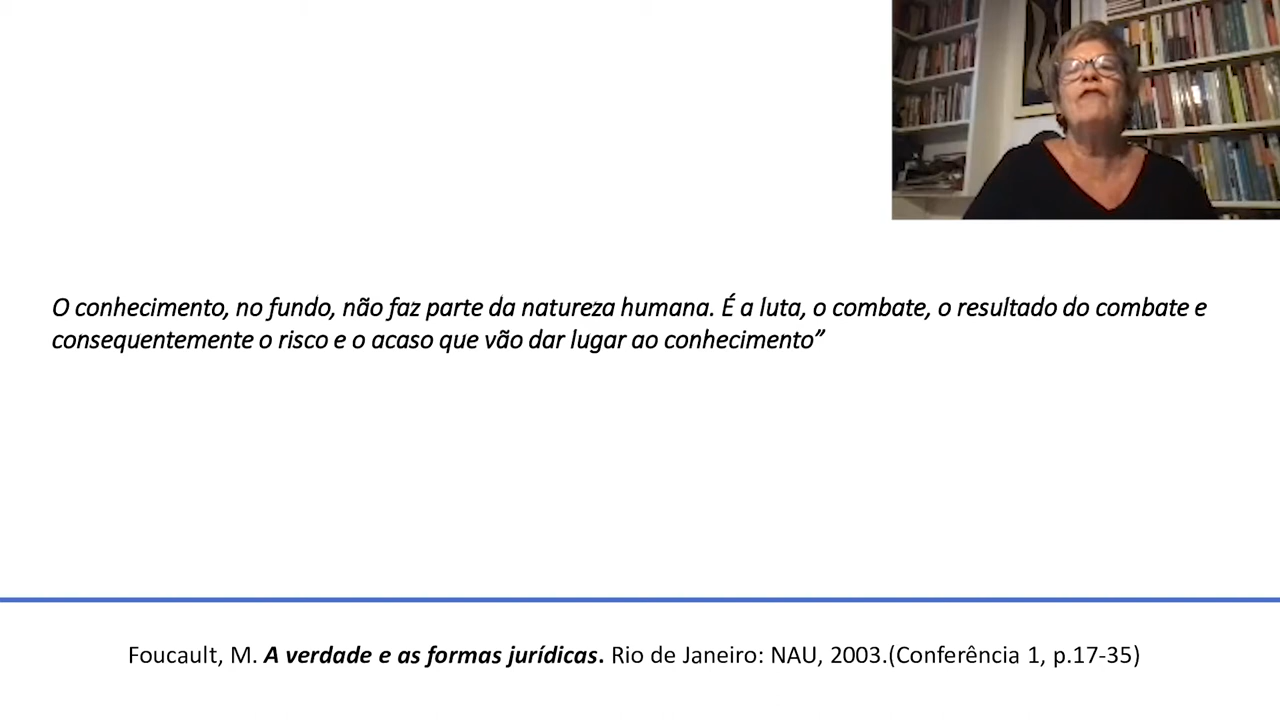 O conhecimento, no fundo, não faz parte da natureza humana. É a luta, o combate, o resultado do combate e
consequentemente o risco e o acaso que vão dar lugar ao conhecimento”
Foucault, M. A verdade e as formas jurídicas. Rio de Janeiro: NAU, 2003.(Conferência 1, p.17-35)